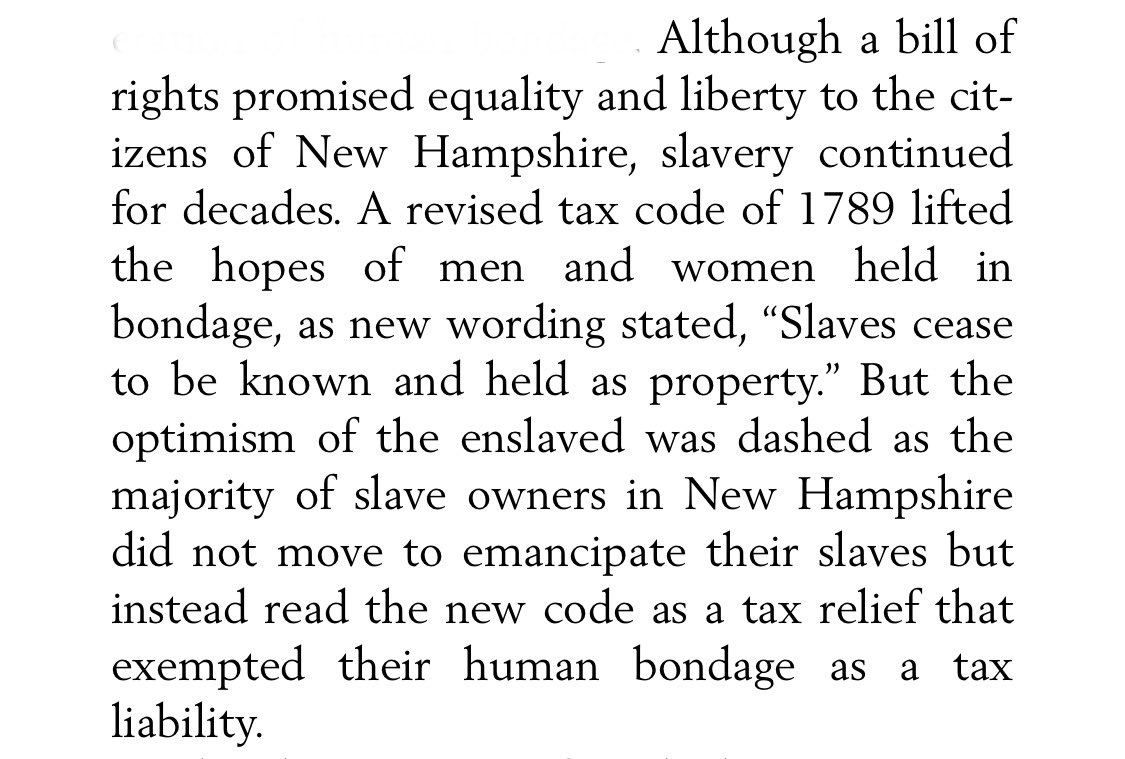 Although a bill of
rights promised equality and liberty to the cit-
izens of New Hampshire, slavery continued
for decades. A revised tax code of 1789 lifted
the hopes of men and women held in
bondage, as new wording stated, “Slaves cease
to be known and held as property.” But the
optimism of the enslaved was dashed as the
majority of slave owners in New Hampshire
did not move to emancipate their slaves but
instead read the new code as a tax relief that
exempted their human bondage as a tax
liability.